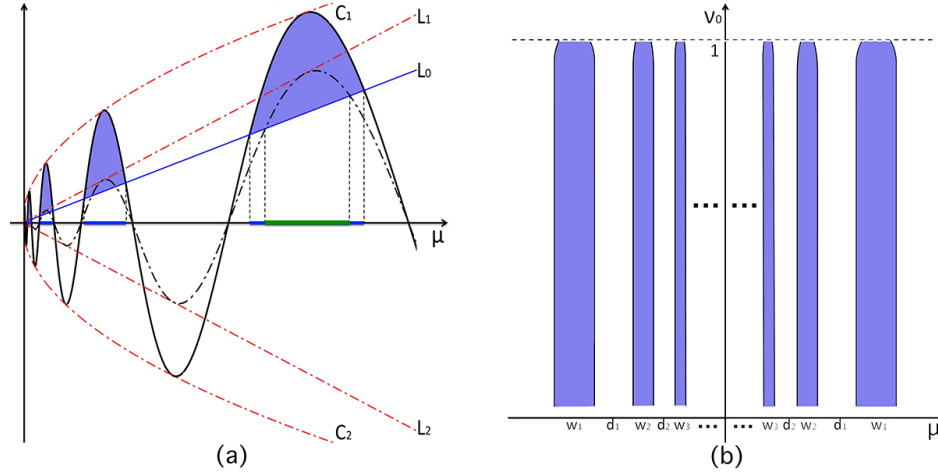 C₁
L₁
L₀
μ
L₂
C₂
(a)
ν₀
1
... ...
w₁ d₁ w₂ d₂ w₃ ... ... w₃ d₂ w₂ d₁ w₁ μ
(b)